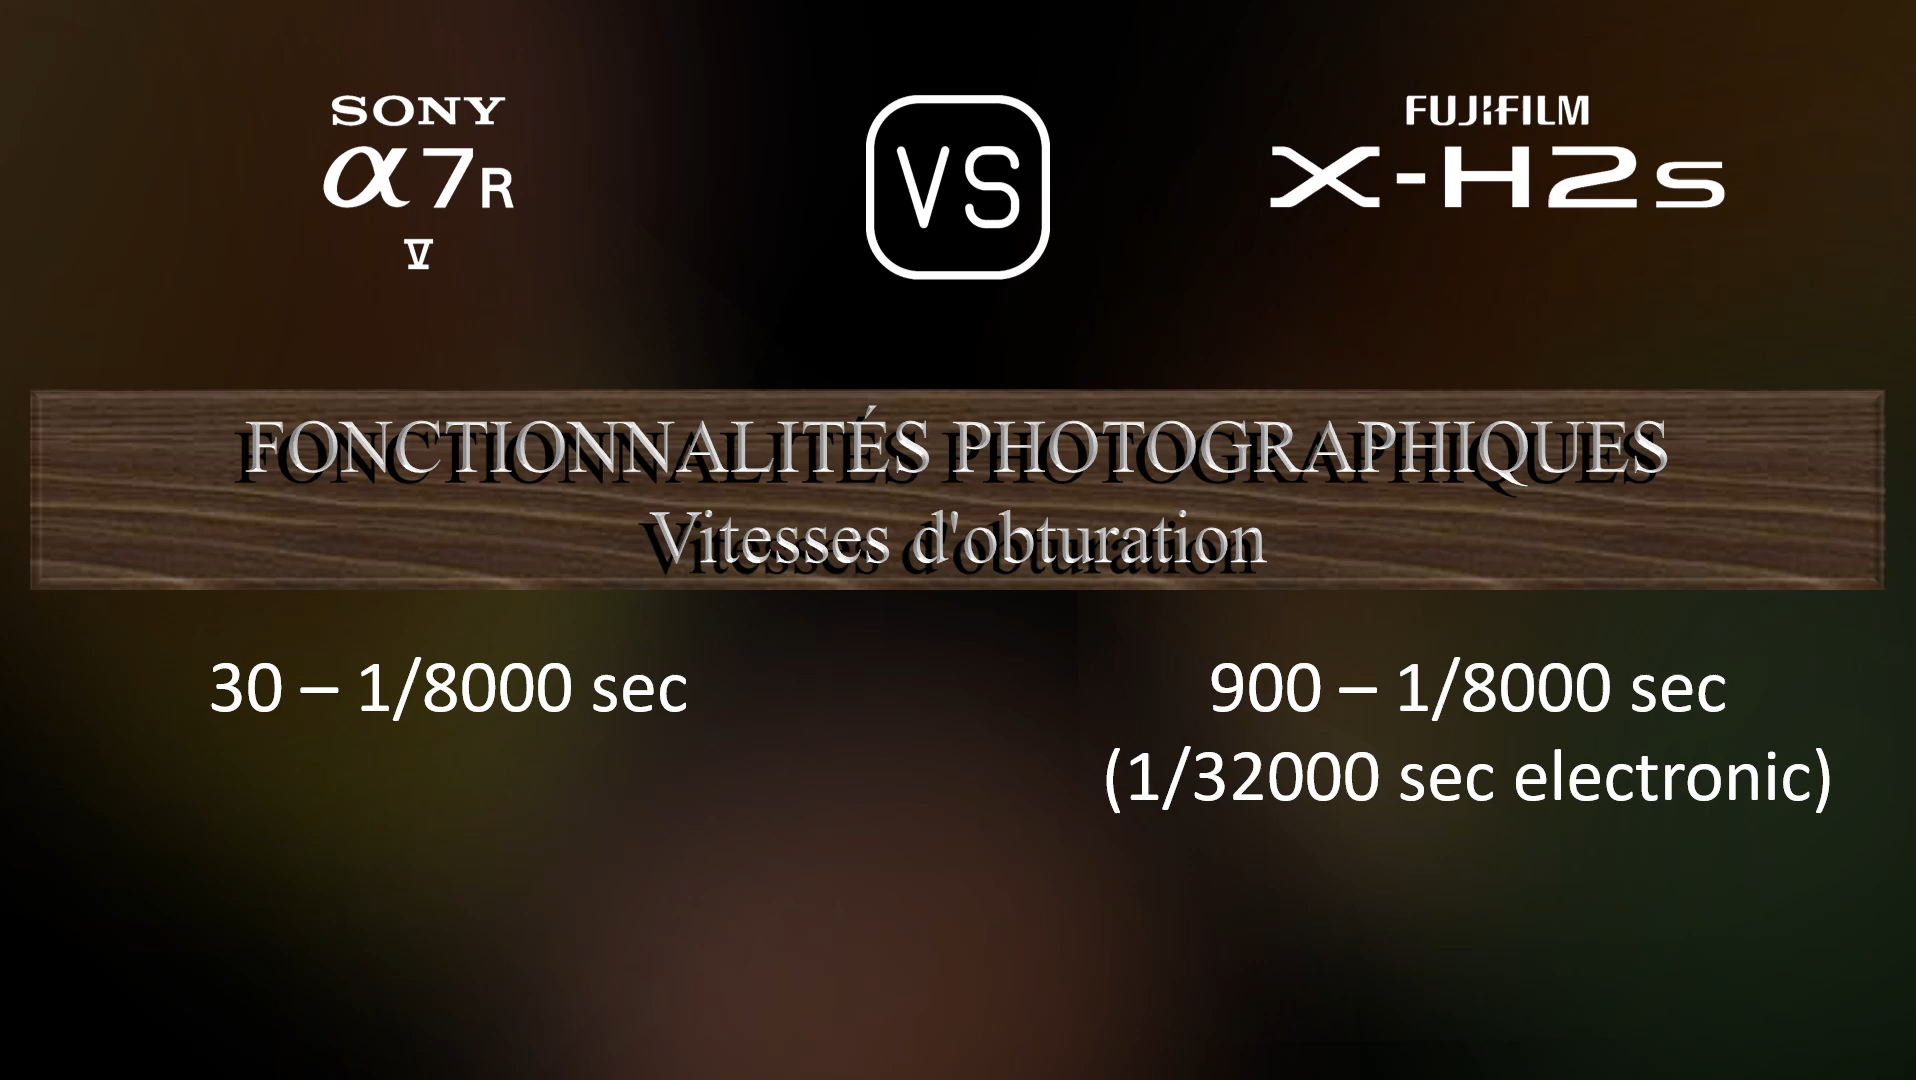 SONY
α7R
V
VS
FUJIFILM
X-H2S
FONCTIONNALITÉS PHOTOGRAPHIQUES
Vitesses d'obturation
30 – 1/8000 sec
900 – 1/8000 sec
(1/32000 sec electronic)